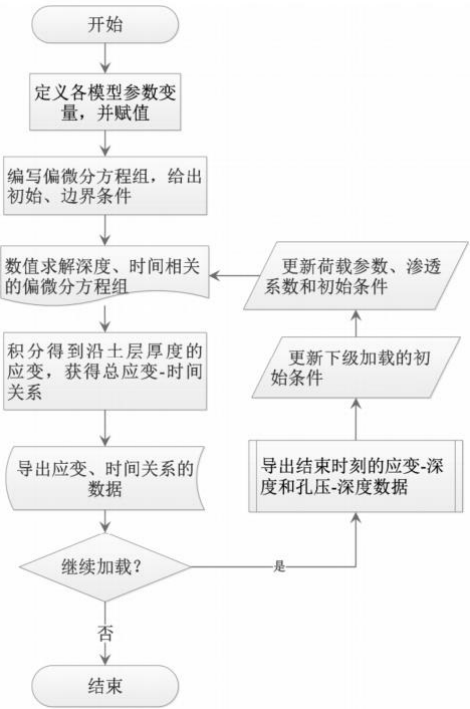 开始
定义各模型参数变
量，并赋值
编写偏微分方程组，给出
初始、边界条件
数值求解深度、时间相关
的偏微分方程组
更新荷载参数、渗透
系数和初始条件
积分得到沿土层厚度的
应变，获得总应变-时间
关系
更新下级加载的初
始条件
导出应变、时间关系的
数据
导出结束时刻的应变-深
度和孔压-深度数据
继续加载？
是
否
结束